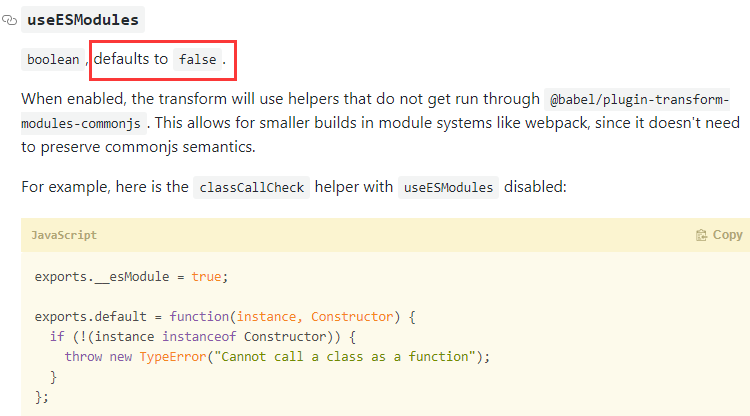 useESModules
boolean, defaults to false.
When enabled, the transform will use helpers that do not get run through @babel/plugin-transform-
modules-commonjs. This allows for smaller builds in module systems like webpack, since it doesn't need
to preserve commonjs semantics.
For example, here is the classCallCheck helper with useESModules disabled:
JavaScript Copy
exports.__esModule = true;
exports.default = function(instance, Constructor) {
  if (!(instance instanceof Constructor)) {
    throw new TypeError("Cannot call a class as a function");
  }
};